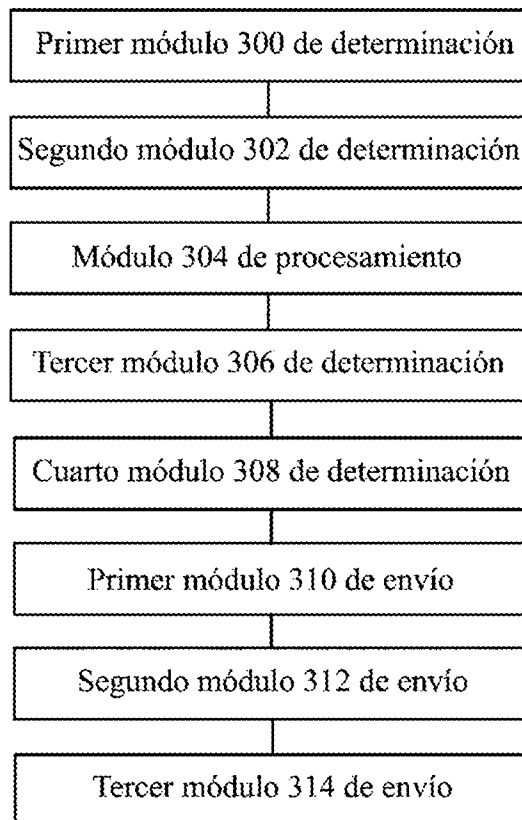 Primer módulo 300 de determinación
Segundo módulo 302 de determinación
Módulo 304 de procesamiento
Tercer módulo 306 de determinación
Cuarto módulo 308 de determinación
Primer módulo 310 de envío
Segundo módulo 312 de envío
Tercer módulo 314 de envío